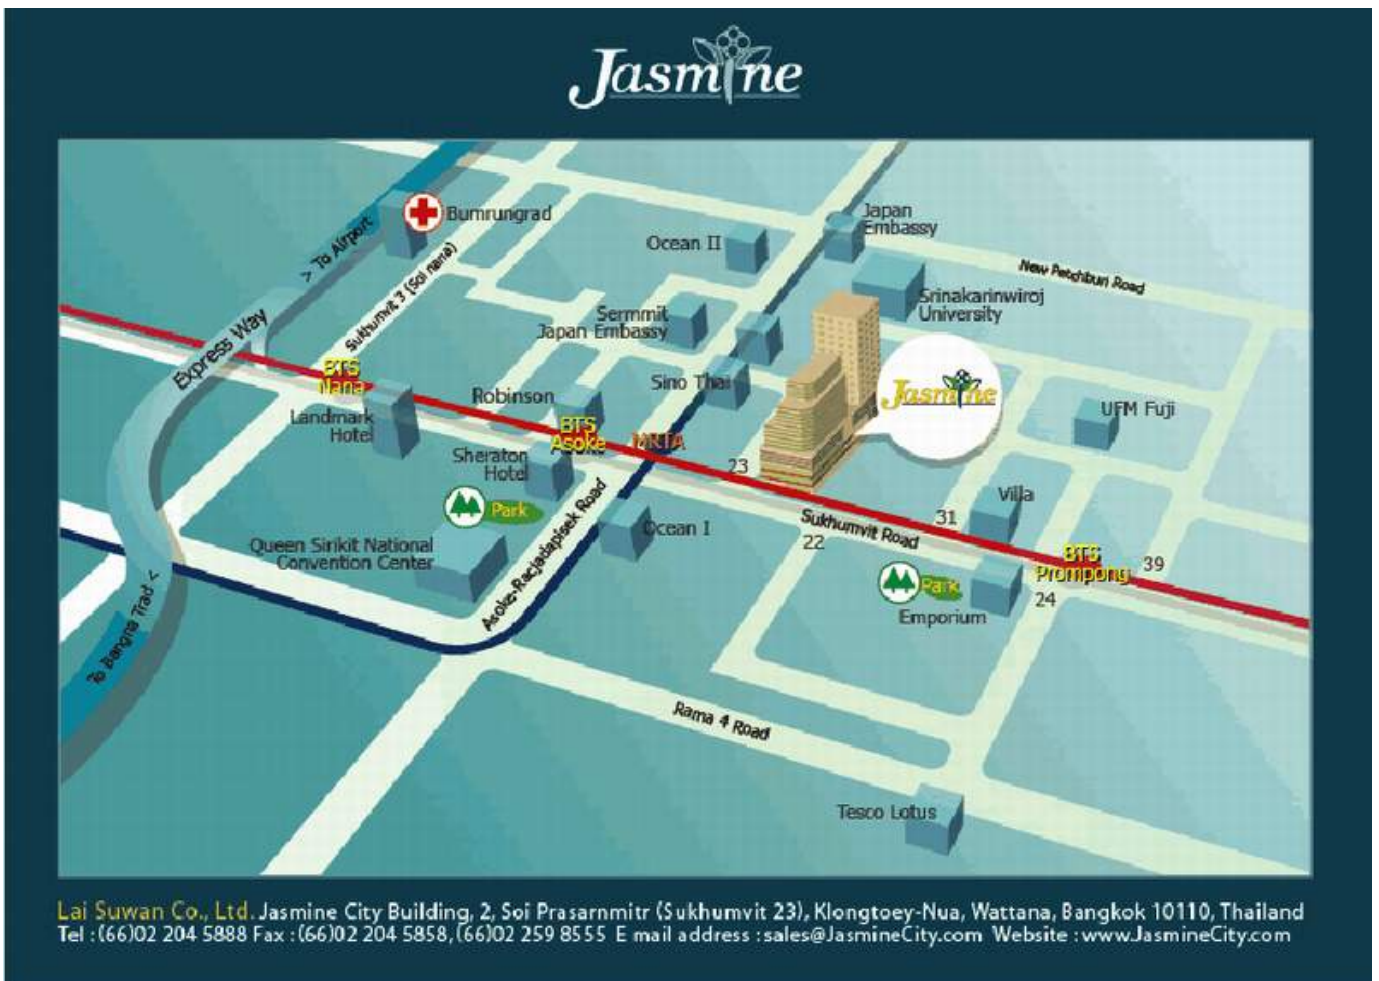 Jasmine
Bumrungrad
Japan
Embassy
Ocean II
> To Airport
Sukhumvit 3 (Soi nana)
New Petchburi Road
Srinakarinwiroj
University
Sermmit
Japan Embassy
Express Way
BTS
Nana
Sino Thai
Jasmine
Robinson
Landmark
Hotel
UFM Fuji
BTS
Asoke
MRTA
Sheraton
Hotel
23
Villa
Park
Asoke-Racjadapisek Road
Ocean I
31
Sukhumvit Road
22
Queen Sirikit National
Convention Center
BTS
Prompong
39
Park
24
Emporium
To Bangna Trad <
Rama 4 Road
Tesco Lotus
Lai Suwan Co., Ltd. Jasmine City Building, 2, Soi Prasarnmitr (Sukhumvit 23), Klongtoey-Nua, Wattana, Bangkok 10110, Thailand
Tel :(66)02 204 5888 Fax :(66)02 204 5858,(66)02 259 8555 E mail address :sales@JasmineCity.com Website :www.JasmineCity.com